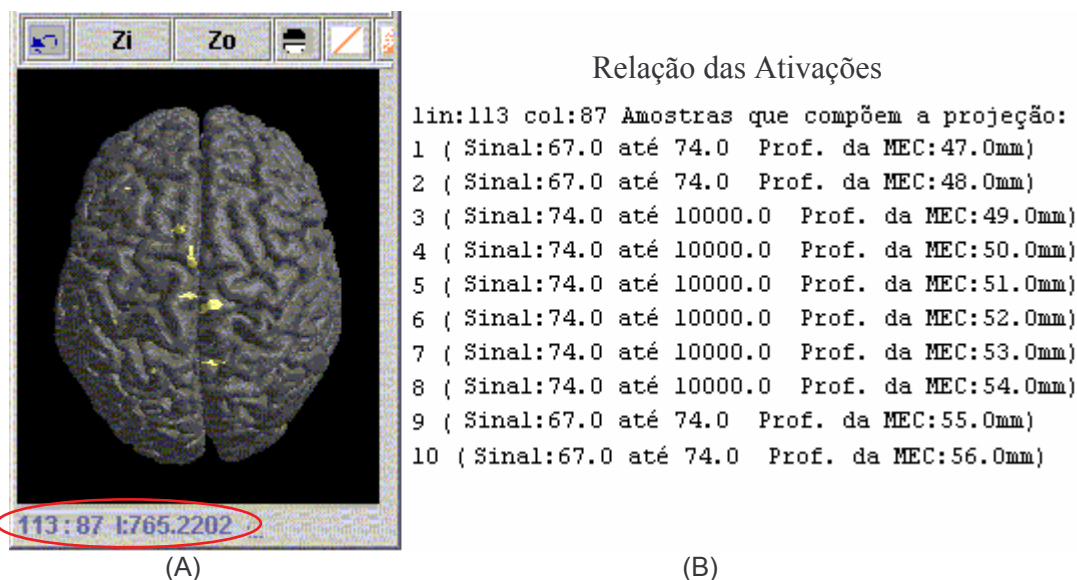 Zi Zo
113:87 I:765.2202
(A)
Relação das Ativações
lin:113 col:87 Amostras que compõem a projeção:
1 ( Sinal:67.0 até 74.0 Prof. da MEC:47.0mm)
2 ( Sinal:67.0 até 74.0 Prof. da MEC:48.0mm)
3 ( Sinal:74.0 até 10000.0 Prof. da MEC:49.0mm)
4 ( Sinal:74.0 até 10000.0 Prof. da MEC:50.0mm)
5 ( Sinal:74.0 até 10000.0 Prof. da MEC:51.0mm)
6 ( Sinal:74.0 até 10000.0 Prof. da MEC:52.0mm)
7 ( Sinal:74.0 até 10000.0 Prof. da MEC:53.0mm)
8 ( Sinal:74.0 até 10000.0 Prof. da MEC:54.0mm)
9 ( Sinal:67.0 até 74.0 Prof. da MEC:55.0mm)
10 ( Sinal:67.0 até 74.0 Prof. da MEC:56.0mm)
(B)